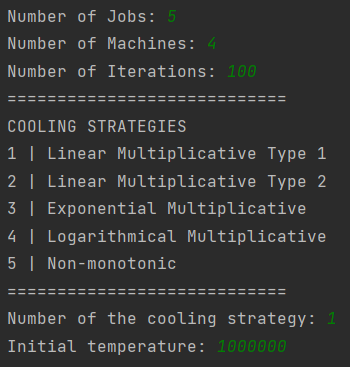 Number of Jobs: 5
Number of Machines: 4
Number of Iterations: 100
============================
COOLING STRATEGIES
1 | Linear Multiplicative Type 1
2 | Linear Multiplicative Type 2
3 | Exponential Multiplicative
4 | Logarithmical Multiplicative
5 | Non-monotonic
============================
Number of the cooling strategy: 1
Initial temperature: 1000000